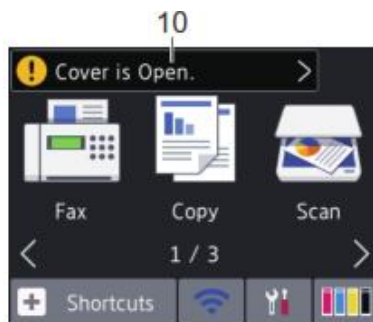 10
! Cover is Open. >
Fax Copy Scan
< 1 / 3 >
+ Shortcuts